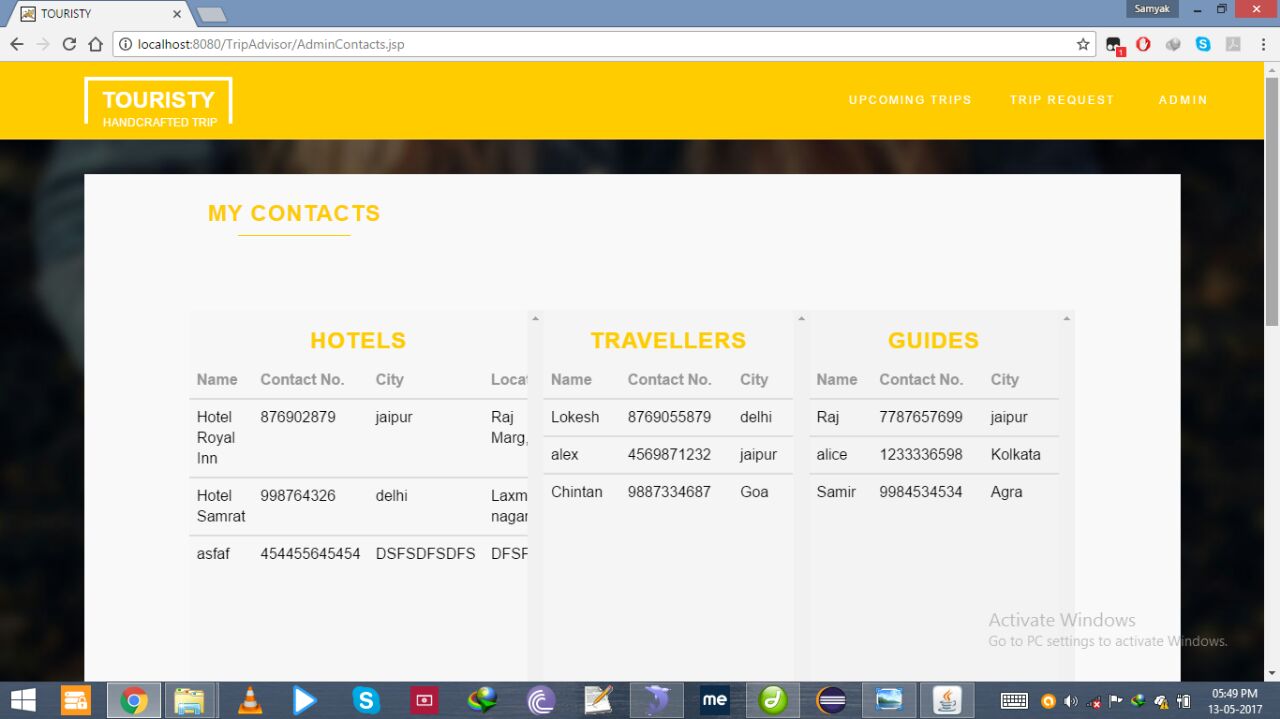 TOURISTY
Samyak
localhost:8080/TripAdvisor/AdminContacts.jsp
1
TOURISTY
HANDCRAFTED TRIP
UPCOMING TRIPS TRIP REQUEST ADMIN
MY CONTACTS
HOTELS
Name Contact No. City Locat
Hotel Royal Inn 876902879 jaipur Raj Marg,
Hotel Samrat 998764326 delhi Laxm nagar
asfaf 454455645454 DSFSDFSDFS DFSF
TRAVELLERS
Name Contact No. City
Lokesh 8769055879 delhi
alex 4569871232 jaipur
Chintan 9887334687 Goa
GUIDES
Name Contact No. City
Raj 7787657699 jaipur
alice 1233336598 Kolkata
Samir 9984534534 Agra
Activate Windows
Go to PC settings to activate Windows.
me
05:49 PM
13-05-2017